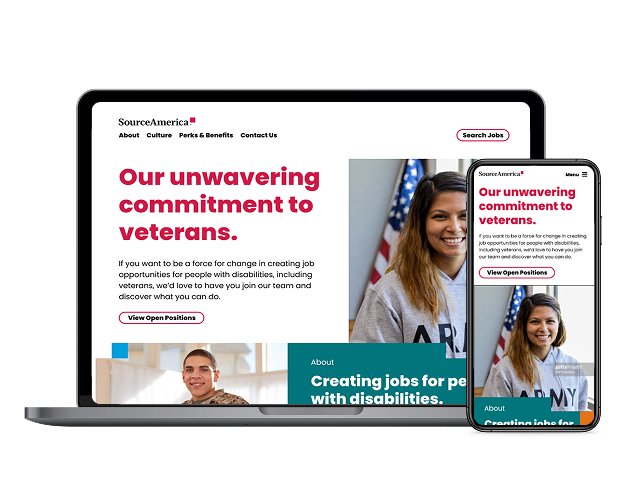 SourceAmerica
About Culture Perks & Benefits Contact Us
Search Jobs
Our unwavering
commitment to
veterans.
If you want to be a force for change in creating job
opportunities for people with disabilities, including
veterans, we'd love to have you join our team and
discover what you can do.
View Open Positions
ARM
About
Creating jobs for pe
with disabilities.
SourceAmerica
Menu
Our unwavering
commitment to
veterans.
If you want to be a force for change in creating
job opportunities for people with disabilities,
including veterans, we'd love to have you join
our team and discover what you can do.
View Open Positions
gettyimages
ARMY
About
Creating jobs for